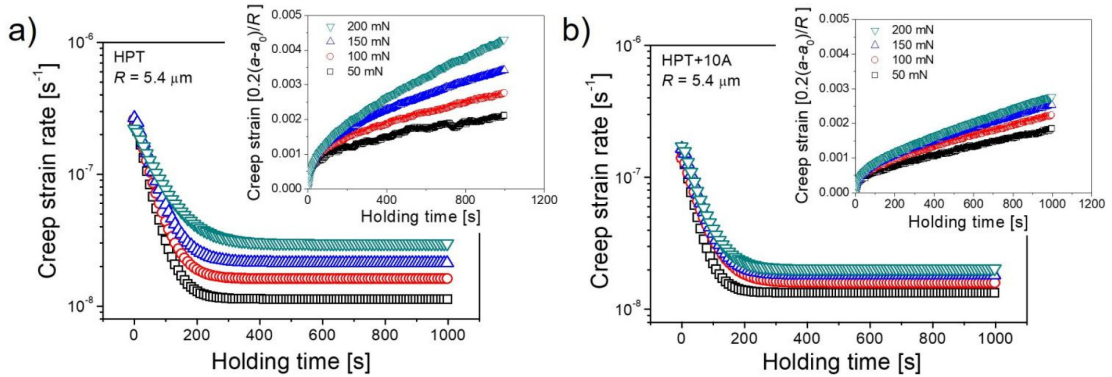 a)
HPT
R = 5.4 μm
Creep strain rate [s⁻¹]
10⁻⁶
10⁻⁷
10⁻⁸
0 200 400 600 800 1000
Holding time [s]
Creep strain [0.2(a-a₀)/R]
0.005
0.004
0.003
0.002
0.001
0.000
200 mN
150 mN
100 mN
50 mN
0 400 800 1200
Holding time [s]
b)
HPT+10A
R = 5.4 μm
Creep strain rate [s⁻¹]
10⁻⁶
10⁻⁷
10⁻⁸
0 200 400 600 800 1000
Holding time [s]
Creep strain [0.2(a-a₀)/R]
0.005
0.004
0.003
0.002
0.001
0.000
200 mN
150 mN
100 mN
50 mN
0 200 400 600 800 1000 1200
Holding time [s]